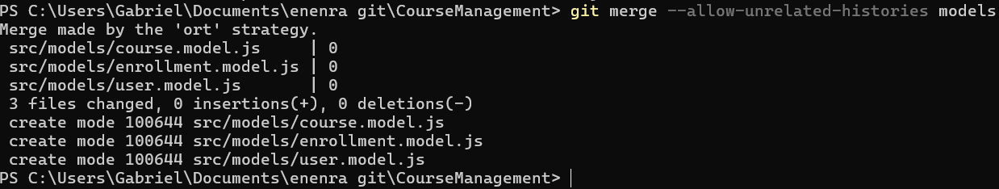 PS C:\Users\Gabriel\Documents\enenra git\CourseManagement> git merge --allow-unrelated-histories models
Merge made by the 'ort' strategy.
 src/models/course.model.js     | 0
 src/models/enrollment.model.js | 0
 src/models/user.model.js       | 0
 3 files changed, 0 insertions(+), 0 deletions(-)
 create mode 100644 src/models/course.model.js
 create mode 100644 src/models/enrollment.model.js
 create mode 100644 src/models/user.model.js
PS C:\Users\Gabriel\Documents\enenra git\CourseManagement>